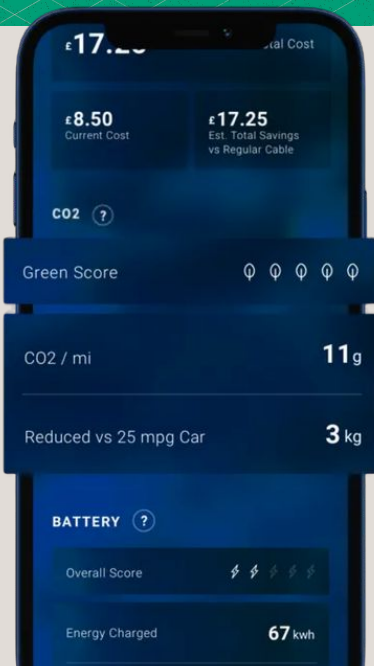 £8.50
£17.25
Current Cost
Est. Total Savings
vs Regular Cable
CO2 ?
Green Score
CO2 / mi
11g
Reduced vs 25 mpg Car
3 kg
BATTERY ?
Overall Score
Energy Charged
67 kwh